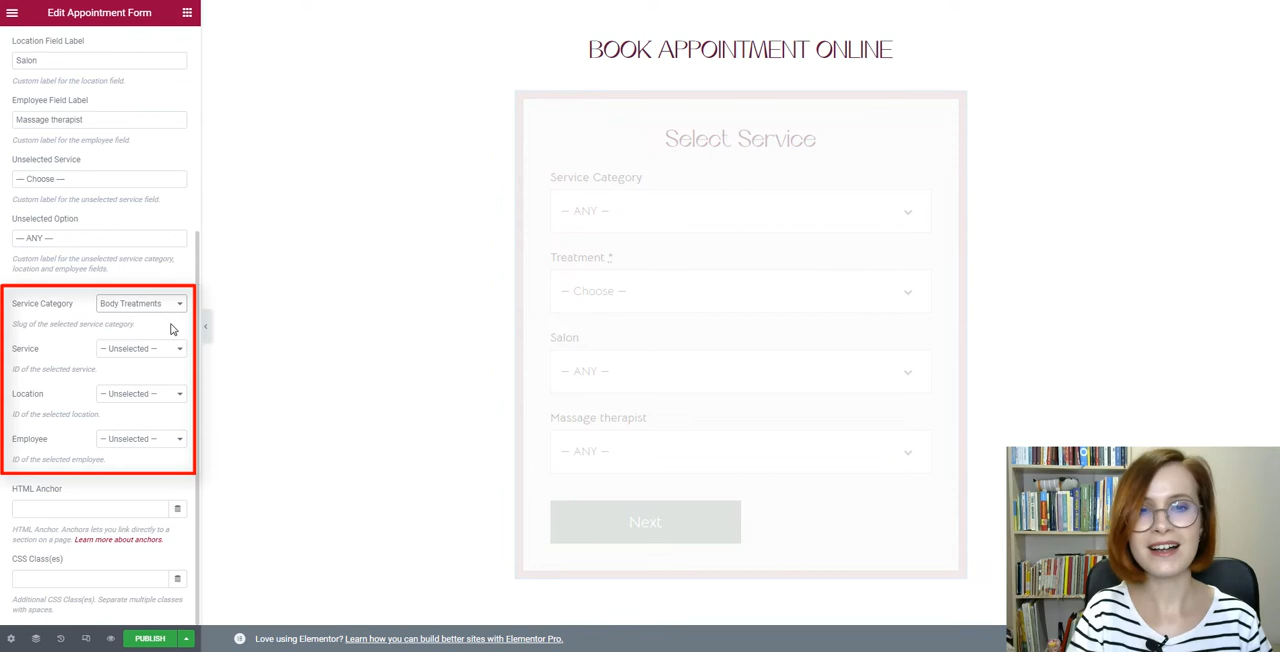 Edit Appointment Form
Location Field Label
Salon
Custom label for the location field.
Employee Field Label
Massage therapist
Custom label for the employee field.
Unselected Service
— Choose —
Custom label for the unselected service field.
Unselected Option
— ANY —
Custom label for the unselected service category,
location and employee fields.
Service Category
Body Treatments
Slug of the selected service category.
Service
— Unselected —
ID of the selected service.
Location
— Unselected —
ID of the selected location.
Employee
— Unselected —
ID of the selected employee.
HTML Anchor
HTML Anchor. Anchors lets you link directly to a
section on a page. Learn more about anchors.
CSS Class(es)
Additional CSS Class(es). Separate multiple classes
with spaces.
PUBLISH
BOOK APPOINTMENT ONLINE
Select Service
Service Category
— ANY —
Treatment *
— Choose —
Salon
— ANY —
Massage therapist
— ANY —
Next
Love using Elementor? Learn how you can build better sites with Elementor Pro.